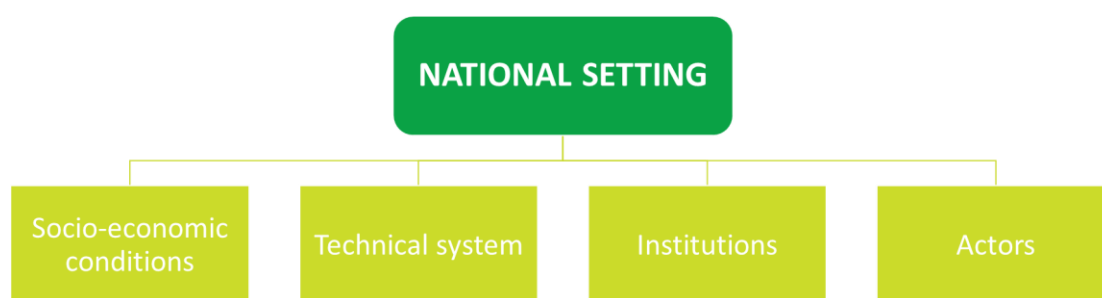 NATIONAL SETTING
Socio-economic
conditions
Technical system
Institutions
Actors